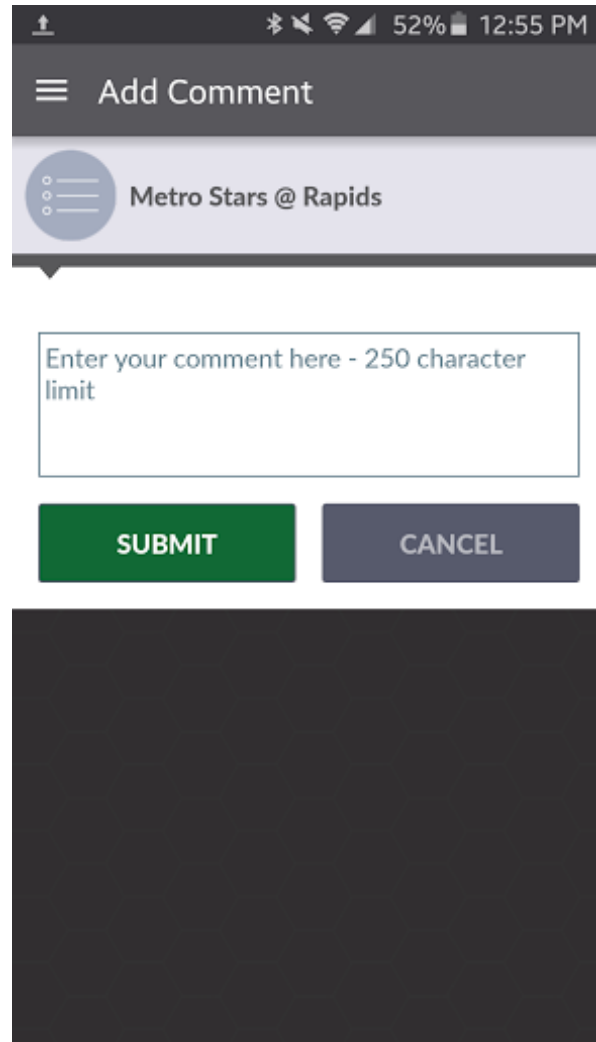 52% 12:55 PM
Add Comment
Metro Stars @ Rapids
Enter your comment here - 250 character
limit
SUBMIT CANCEL